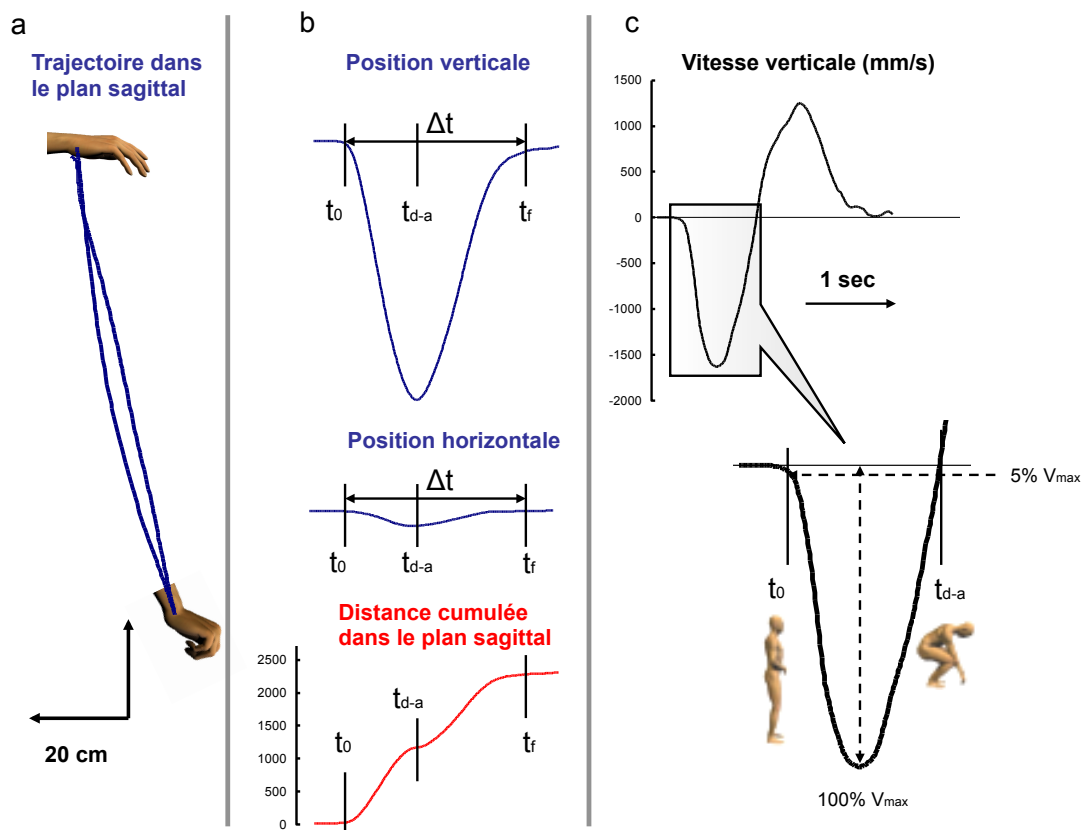 a
Trajectoire dans
le plan sagittal
20 cm
b
Position verticale
Δt
t0
td-a
tf
Position horizontale
Δt
t0
td-a
tf
Distance cumulée
dans le plan sagittal
2500
2000
1500
1000
500
0
t0
td-a
tf
c
Vitesse verticale (mm/s)
1500
1000
500
0
-500
-1000
-1500
-2000
1 sec
5% Vmax
t0
td-a
100% Vmax